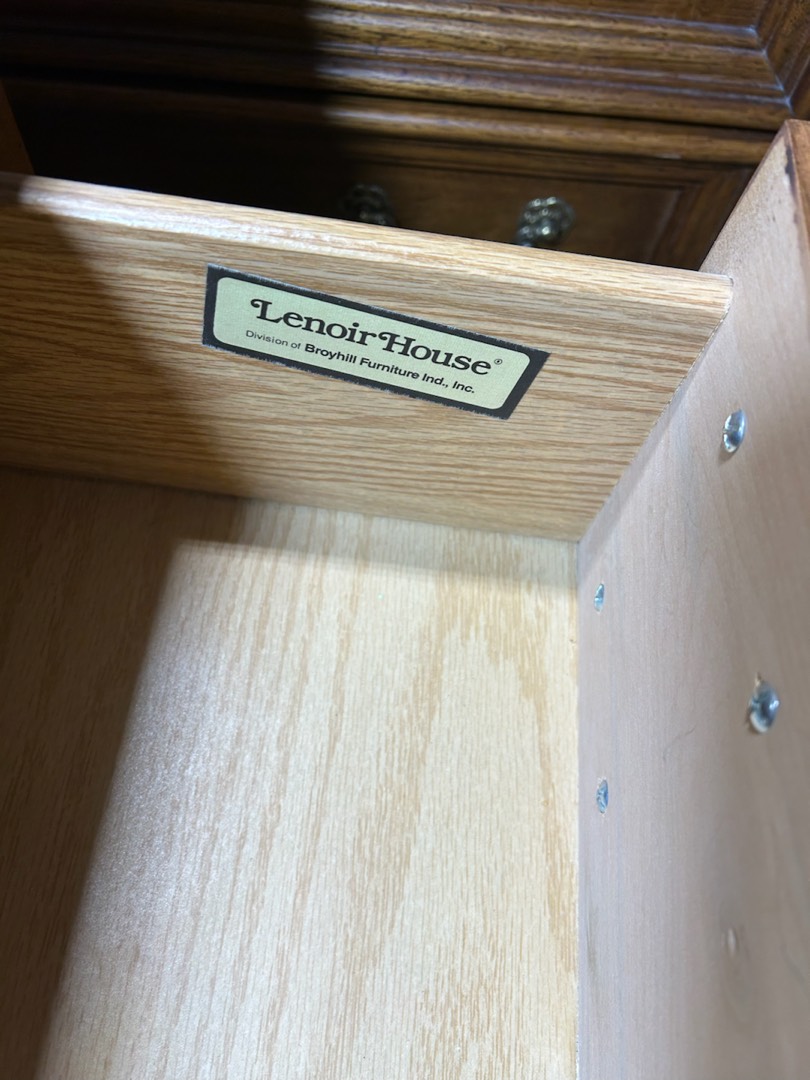 Lenoir House®
Division of Broyhill Furniture Ind., Inc.